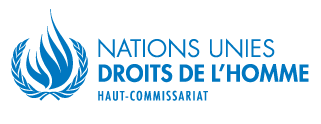 NATIONS UNIES
DROITS DE L'HOMME
HAUT-COMMISSARIAT